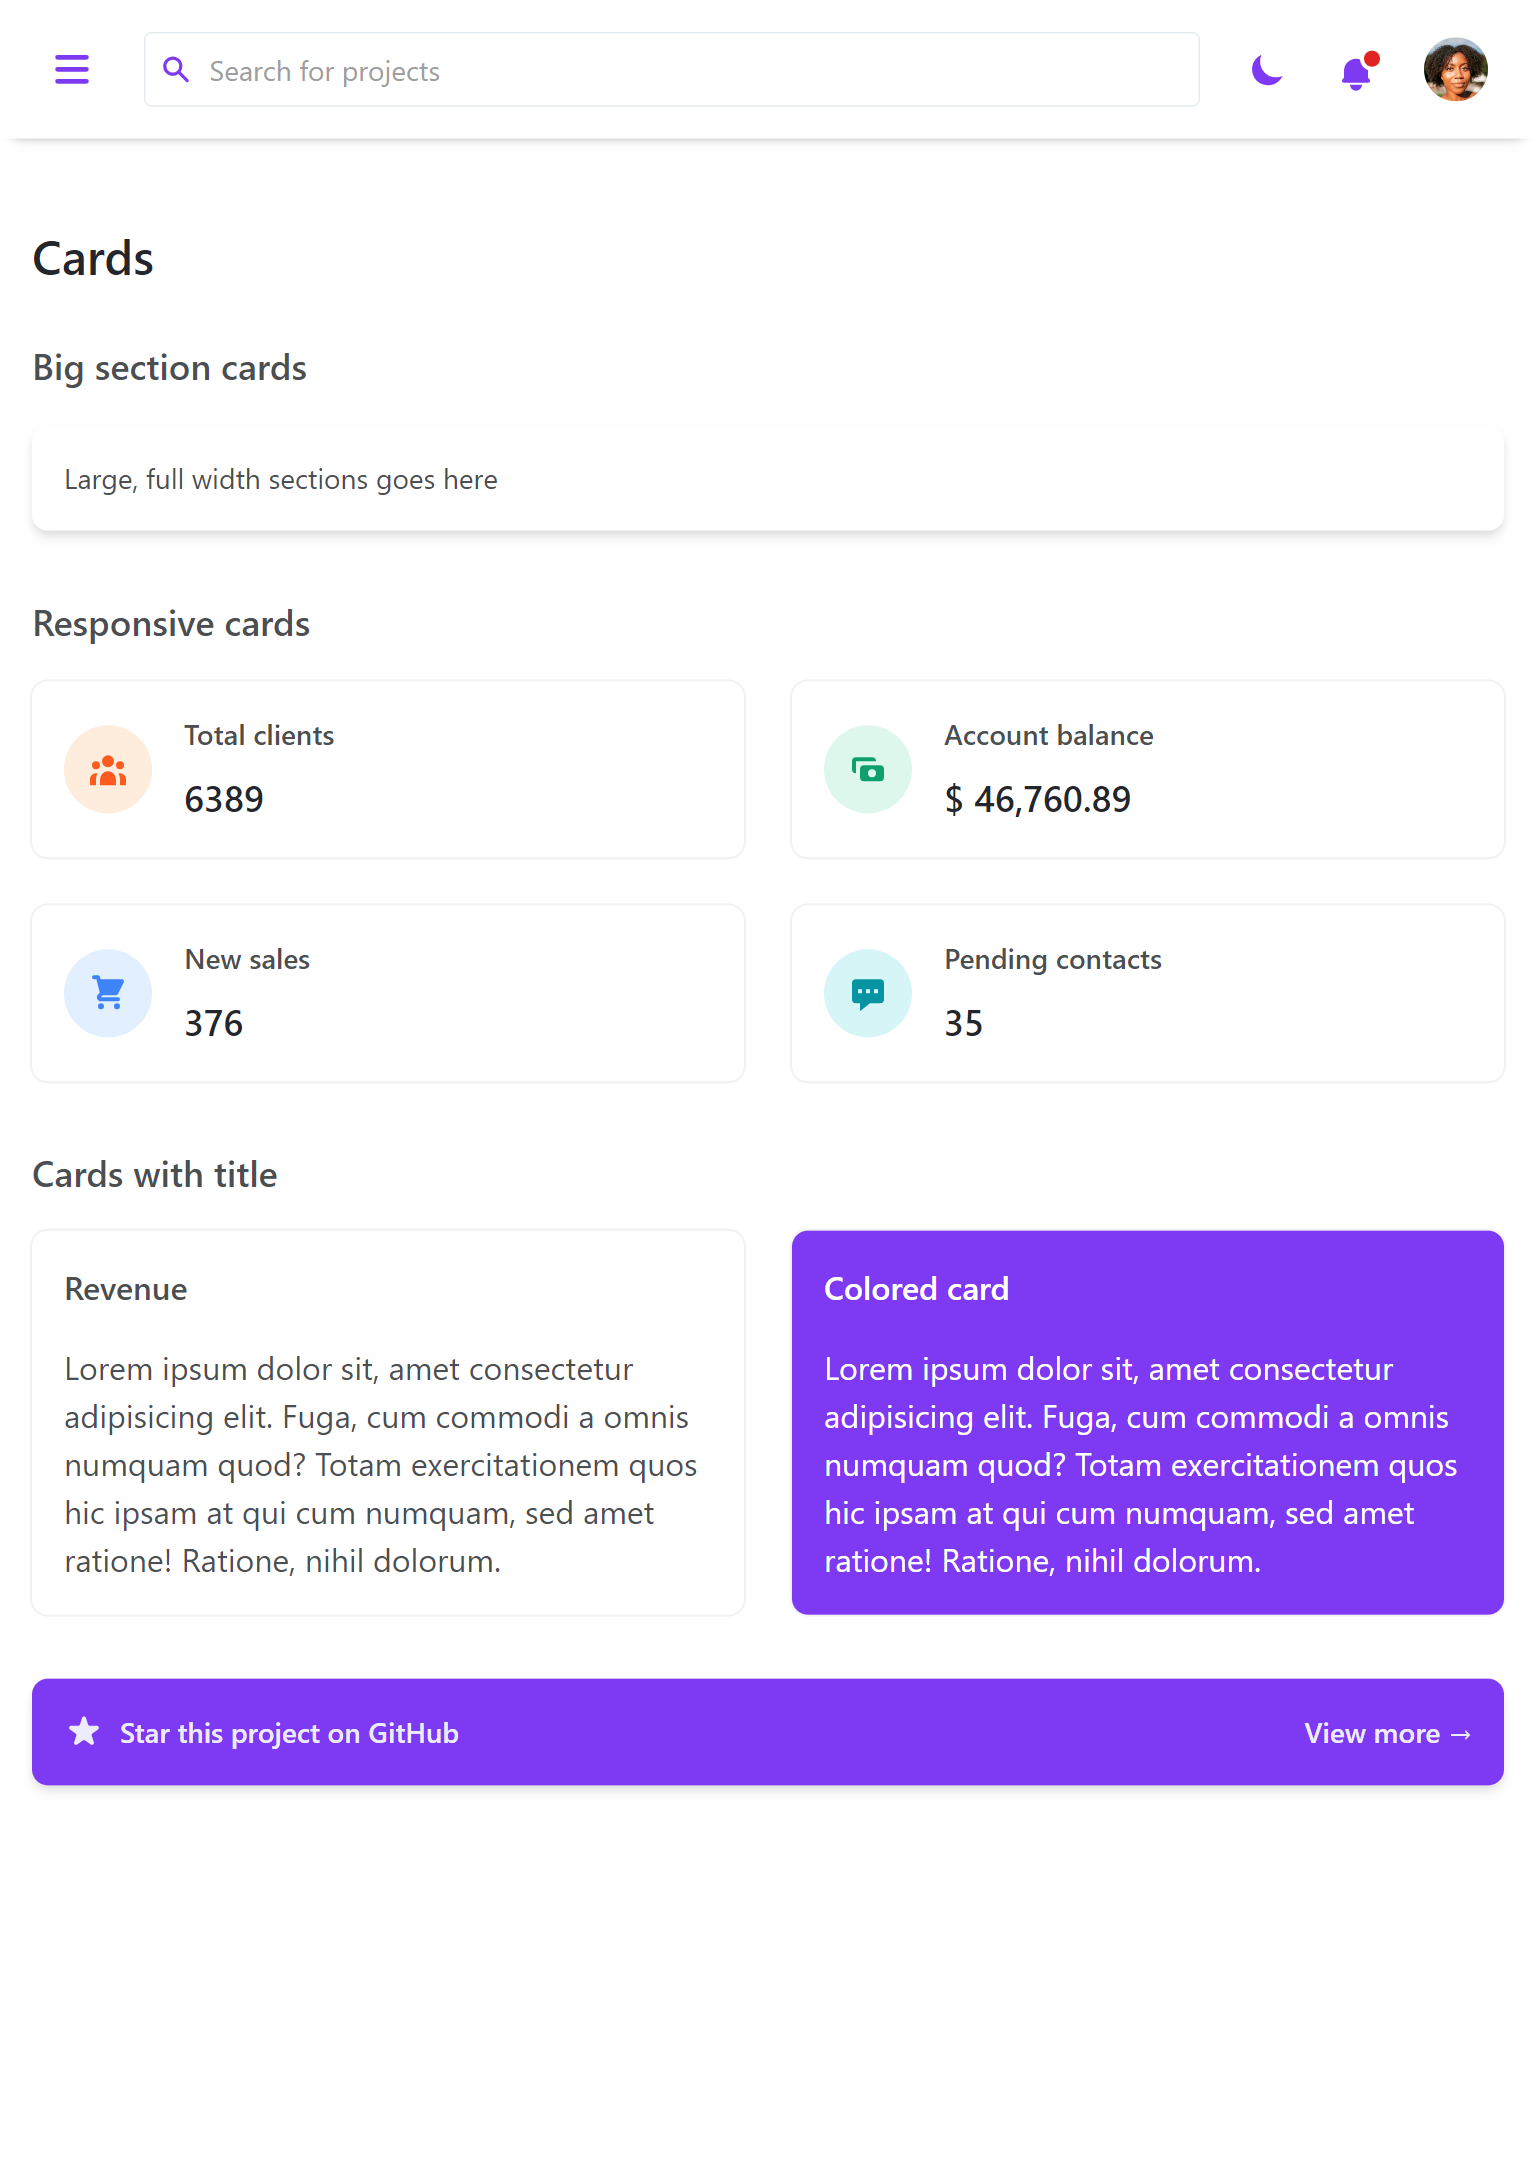 Search for projects
Cards
Big section cards
Large, full width sections goes here
Responsive cards
Total clients
6389
Account balance
$ 46,760.89
New sales
376
Pending contacts
35
Cards with title
Revenue
Lorem ipsum dolor sit, amet consectetur
adipisicing elit. Fuga, cum commodi a omnis
numquam quod? Totam exercitationem quos
hic ipsam at qui cum numquam, sed amet
ratione! Ratione, nihil dolorum.
Colored card
Lorem ipsum dolor sit, amet consectetur
adipisicing elit. Fuga, cum commodi a omnis
numquam quod? Totam exercitationem quos
hic ipsam at qui cum numquam, sed amet
ratione! Ratione, nihil dolorum.
Star this project on GitHub
View more →